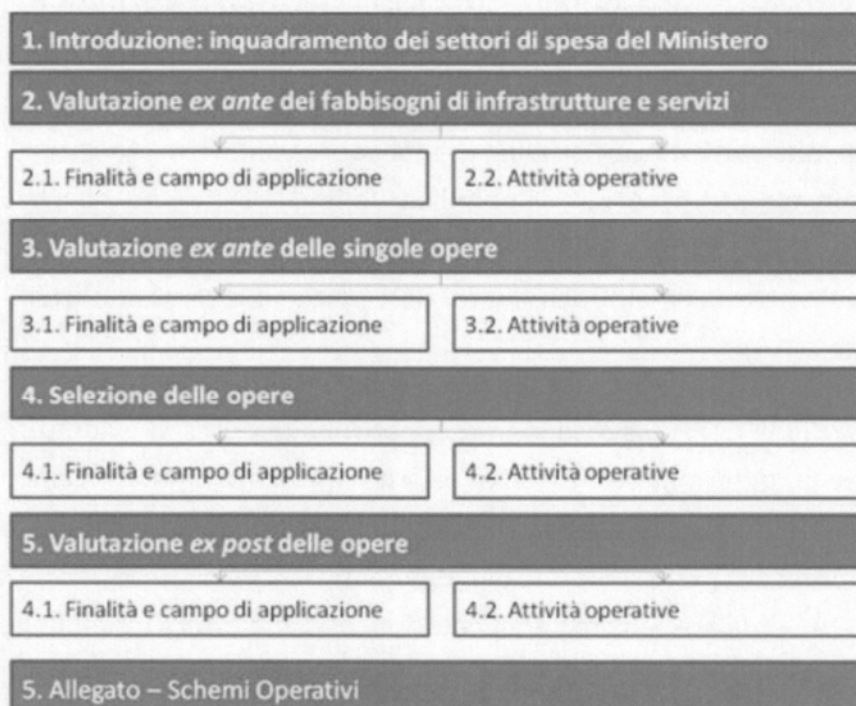 1. Introduzione: inquadramento dei settori di spesa del Ministero
2. Valutazione ex ante dei fabbisogni di infrastrutture e servizi
2.1. Finalità e campo di applicazione
2.2. Attività operative
3. Valutazione ex ante delle singole opere
3.1. Finalità e campo di applicazione
3.2. Attività operative
4. Selezione delle opere
4.1. Finalità e campo di applicazione
4.2. Attività operative
5. Valutazione ex post delle opere
4.1. Finalità e campo di applicazione
4.2. Attività operative
5. Allegato – Schemi Operativi